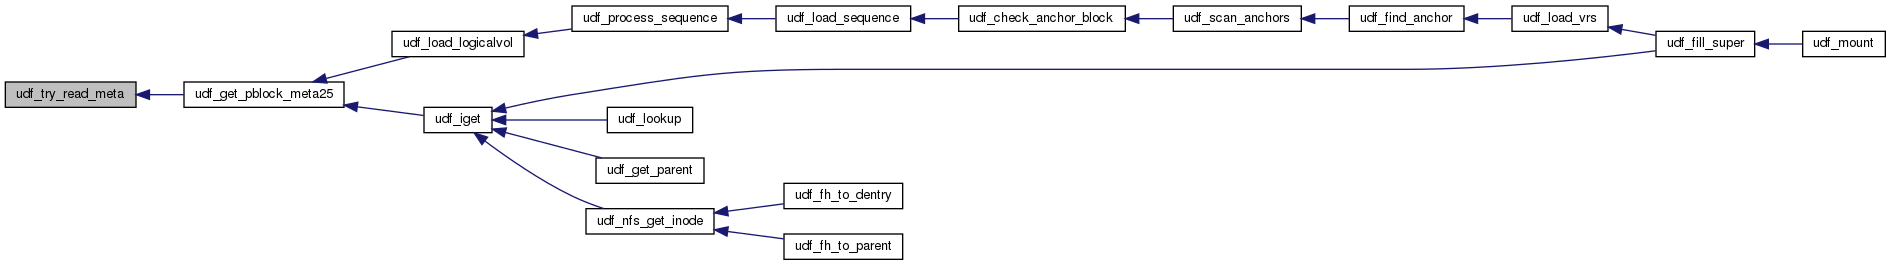 udf_process_sequence
udf_load_sequence
udf_check_anchor_block
udf_scan_anchors
udf_find_anchor
udf_load_vrs
udf_load_logicalvol
udf_fill_super
udf_mount
udf_try_read_meta
udf_get_pblock_meta25
udf_iget
udf_lookup
udf_get_parent
udf_fh_to_dentry
udf_nfs_get_inode
udf_fh_to_parent